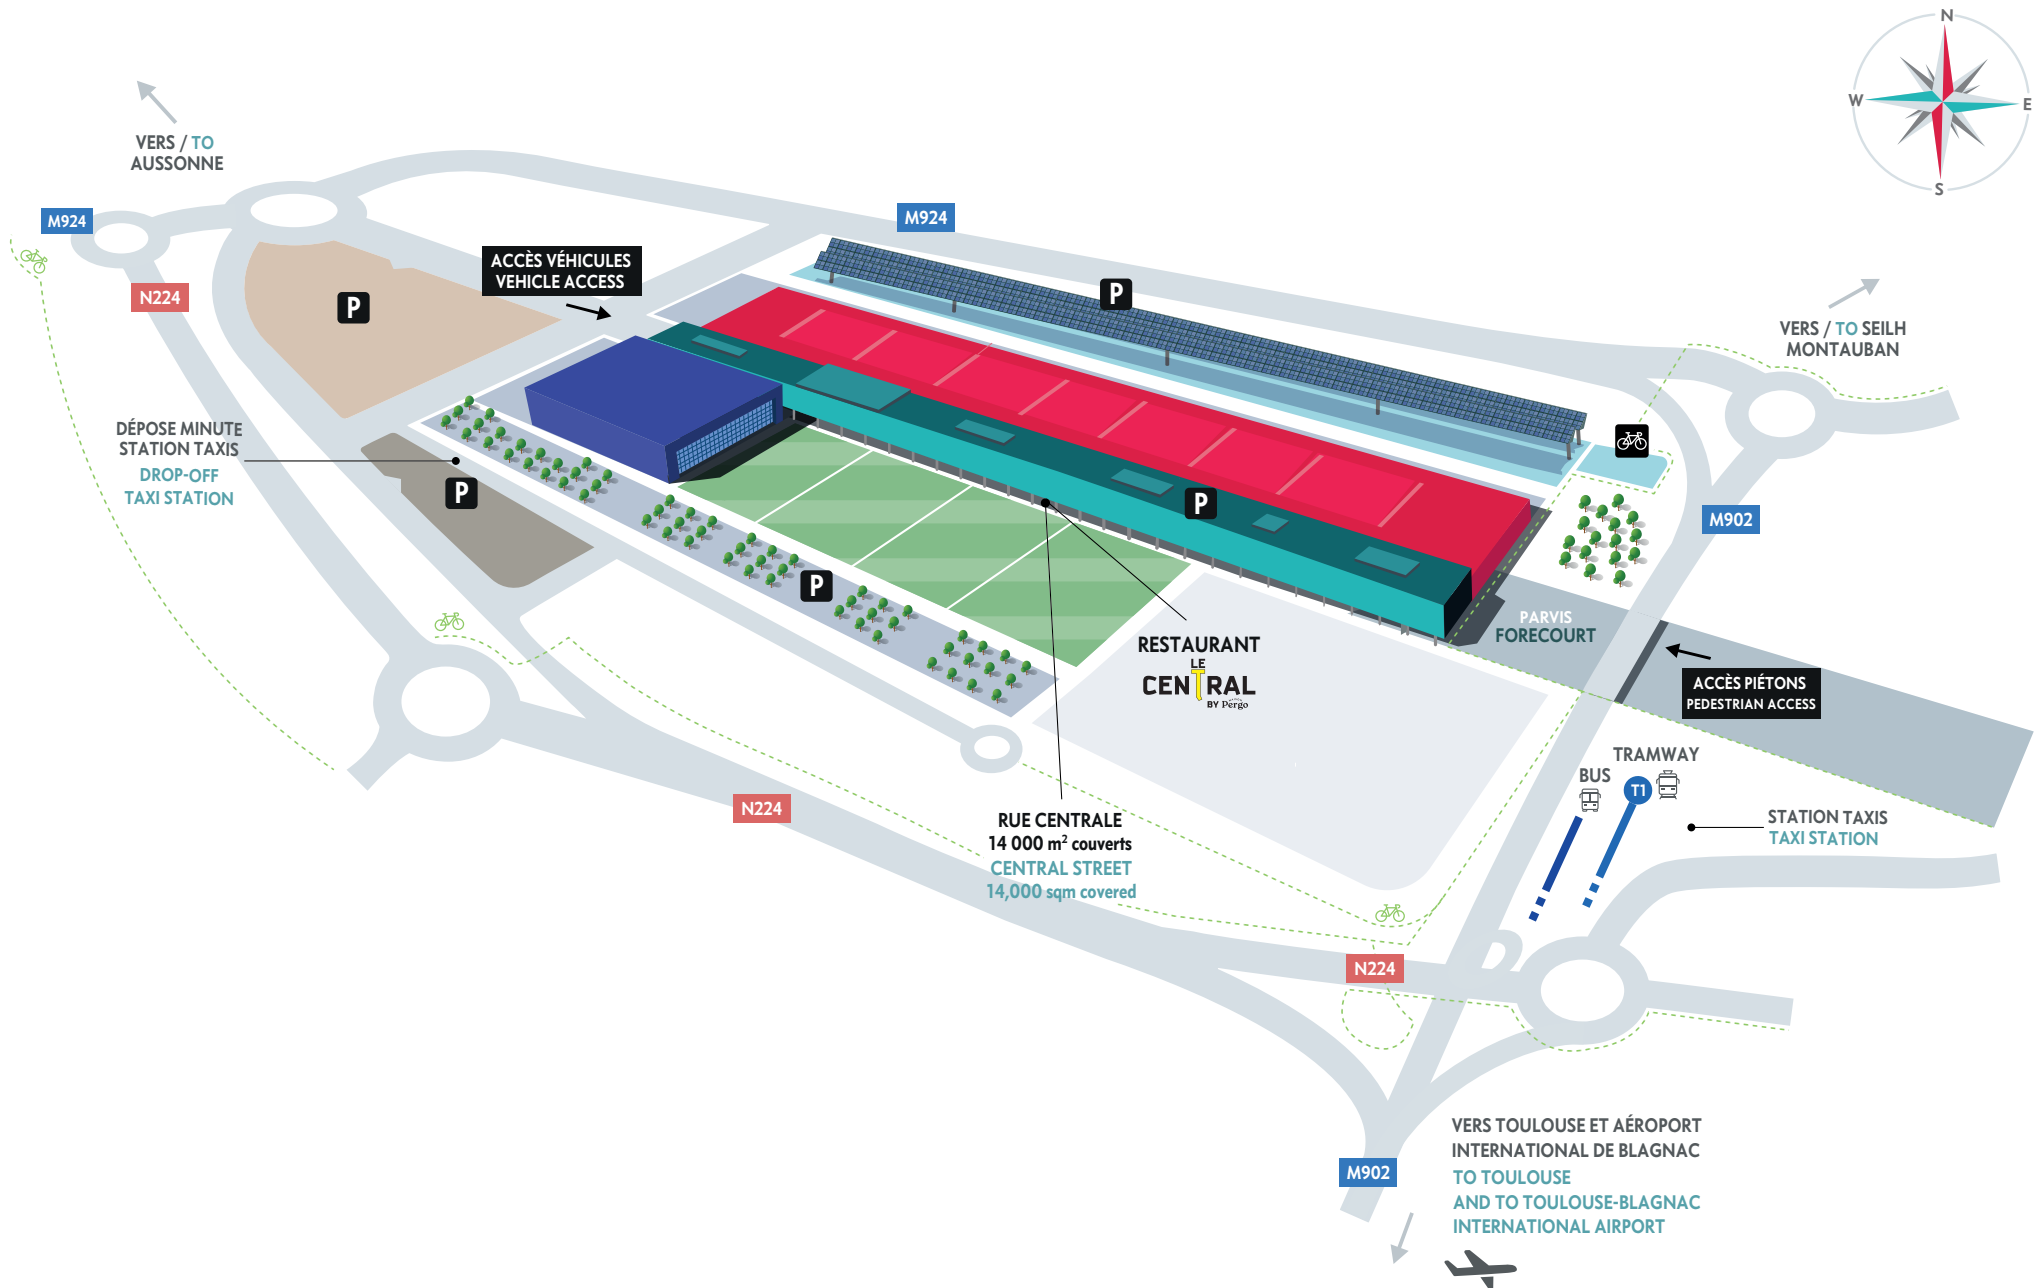 N
W
E
S
VERS / TO
AUSSONNE
M924
M924
N224
ACCÈS VÉHICULES
VEHICLE ACCESS
P
P
VERS / TO SEILH
MONTAUBAN
DÉPOSE MINUTE
STATION TAXIS
DROP-OFF
TAXI STATION
P
P
P
M902
PARVIS
FORECOURT
RESTAURANT
LE
CENTRAL
BY Pergo
ACCÈS PIÉTONS
PEDESTRIAN ACCESS
TRAMWAY
BUS
T1
N224
RUE CENTRALE
14 000 m² couverts
CENTRAL STREET
14,000 sqm covered
STATION TAXIS
TAXI STATION
N224
VERS TOULOUSE ET AÉROPORT
INTERNATIONAL DE BLAGNAC
TO TOULOUSE
AND TO TOULOUSE-BLAGNAC
INTERNATIONAL AIRPORT
M902